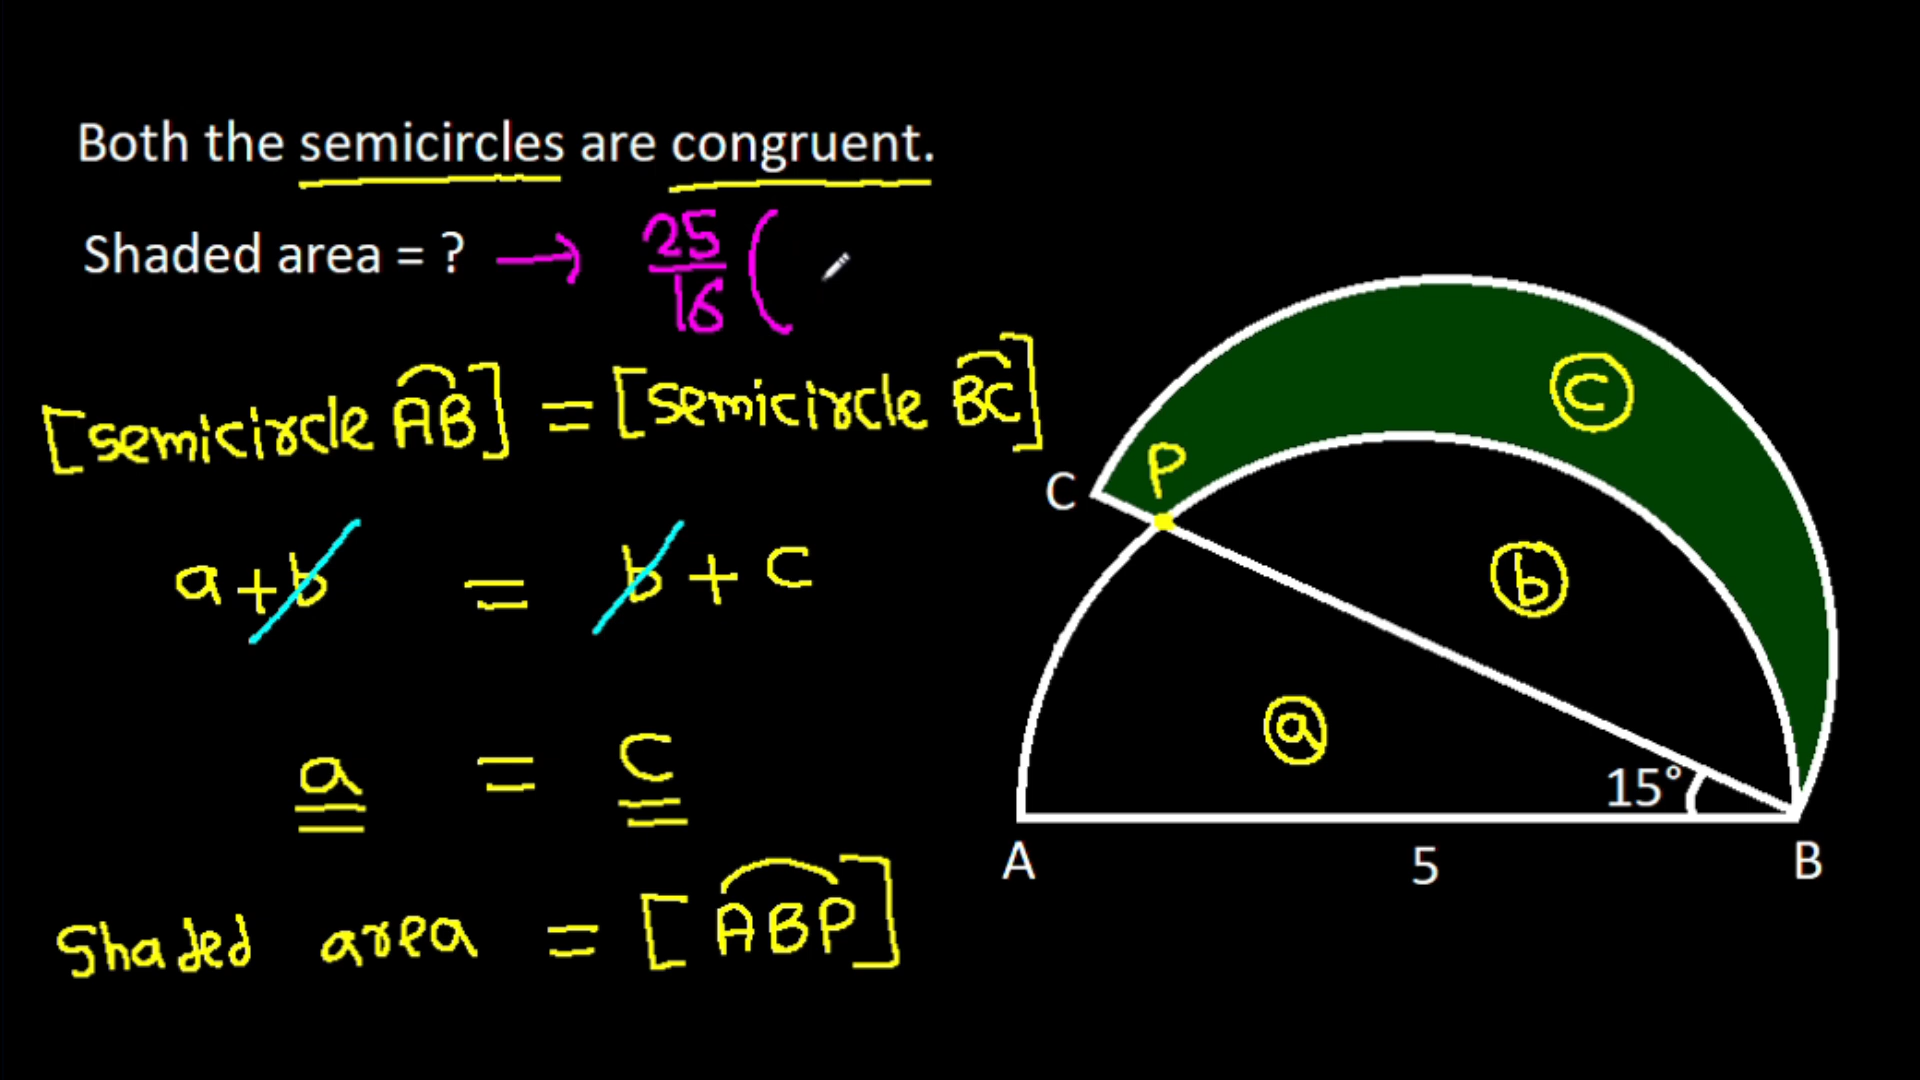 Both the semicircles are congruent.
Shaded area = ? → 25/16 (
[semicircle AB] = [semicircle BC]
a + b = b + c
a = c
Shaded area = [ABP]
C
P
c
b
a
15°
A
5
B